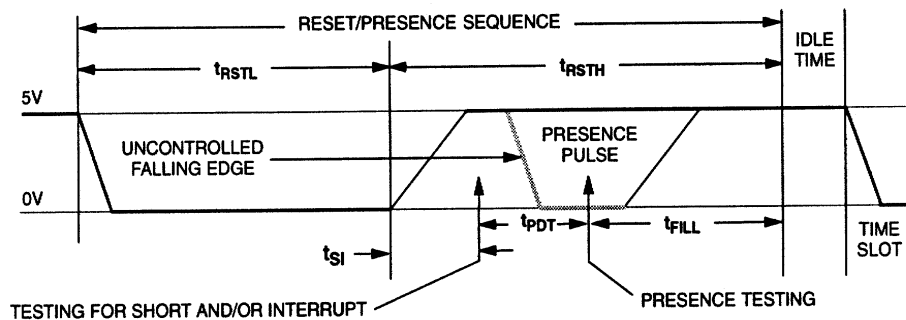 RESET/PRESENCE SEQUENCE
IDLE
TIME
tRSTL
tRSTH
5V
UNCONTROLLED
FALLING EDGE
PRESENCE
PULSE
0V
tPDT
tFILL
TIME
SLOT
tSI
TESTING FOR SHORT AND/OR INTERRUPT
PRESENCE TESTING